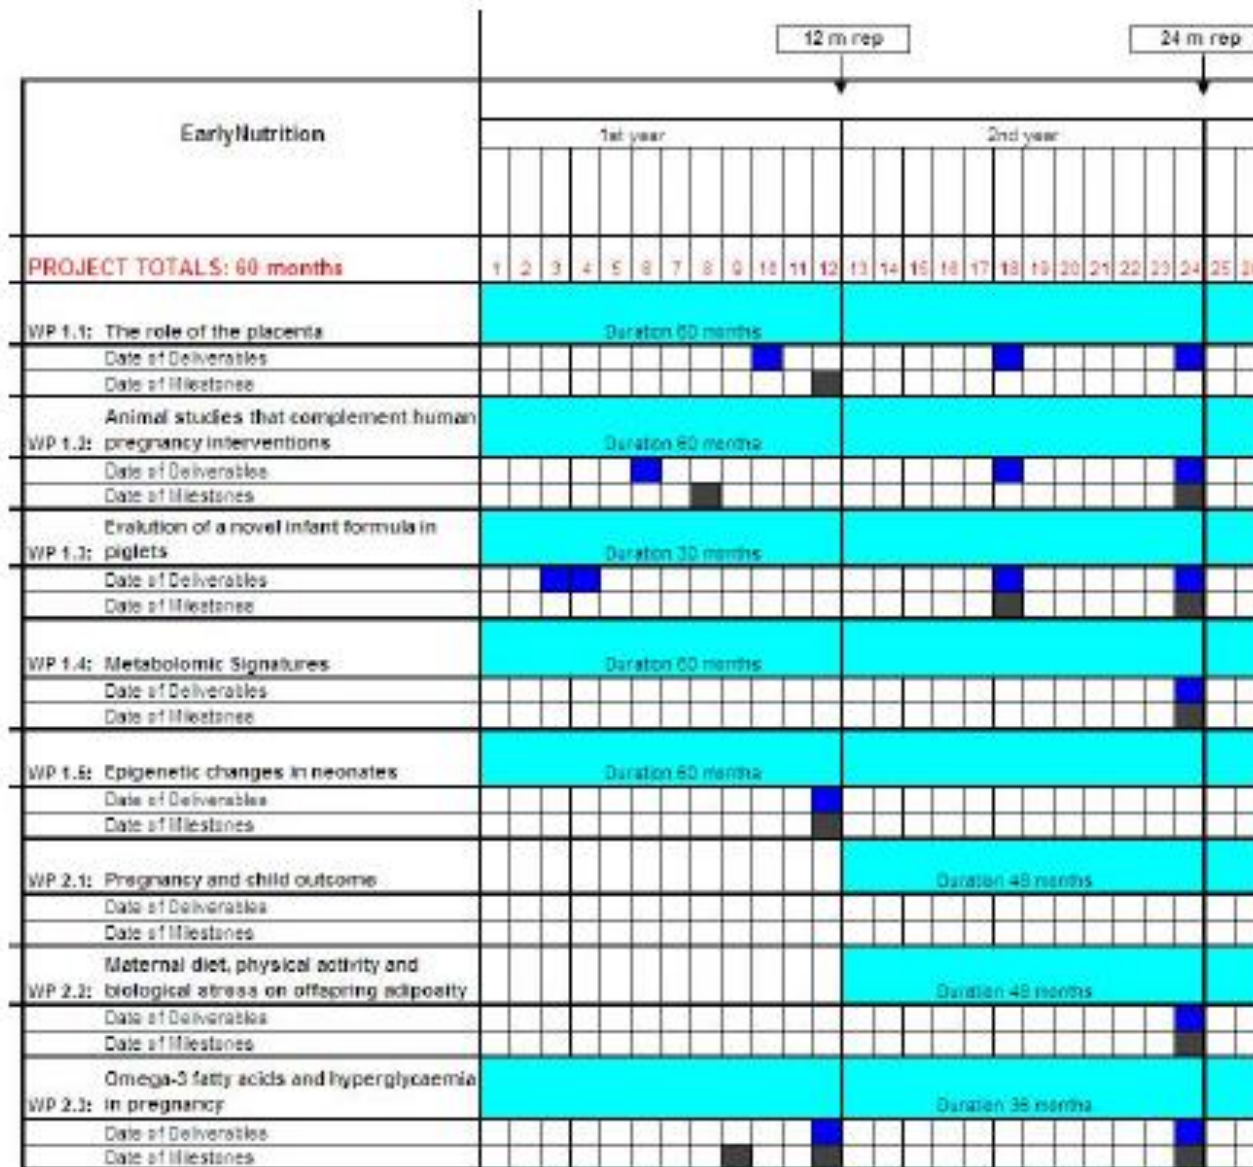 12 m rep
24 m rep
EarlyNutrition
1st year
2nd year
PROJECT TOTALS: 60 months
1 2 3 4 5 6 7 8 9 10 11 12 13 14 15 16 17 18 19 20 21 22 23 24 25
WP 1.1: The role of the placenta
Duration 60 months
Date of Deliverables
Date of Milestones
Animal studies that complement human
WP 1.2: pregnancy interventions
Duration 60 months
Date of Deliverables
Date of Milestones
Evalution of a novel infant formula in
WP 1.3: piglets
Duration 30 months
Date of Deliverables
Date of Milestones
WP 1.4: Metabolomic Signatures
Duration 60 months
Date of Deliverables
Date of Milestones
WP 1.5: Epigenetic changes in neonates
Duration 60 months
Date of Deliverables
Date of Milestones
WP 2.1: Pregnancy and child outcome
Duration months
Date of Deliverables
Date of Milestones
Maternal diet, physical activity and
WP 2.2: biological stress on offspring adiposity
Duration months
Date of Deliverables
Date of Milestones
Omega-3 fatty acids and hyperglycaemia
WP 2.3: in pregnancy
Duration 36 months
Date of Deliverables
Date of Milestones